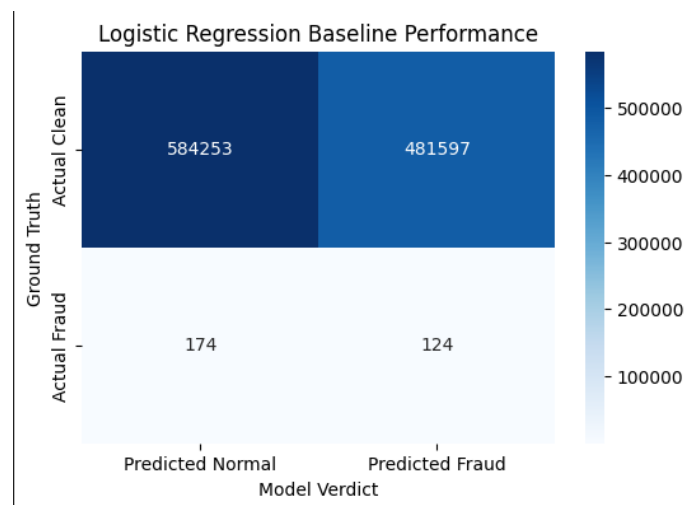 Logistic Regression Baseline Performance
Actual Clean
584253 481597
500000
400000
300000
200000
100000
Ground Truth
Actual Fraud
174 124
Predicted Normal Predicted Fraud
Model Verdict